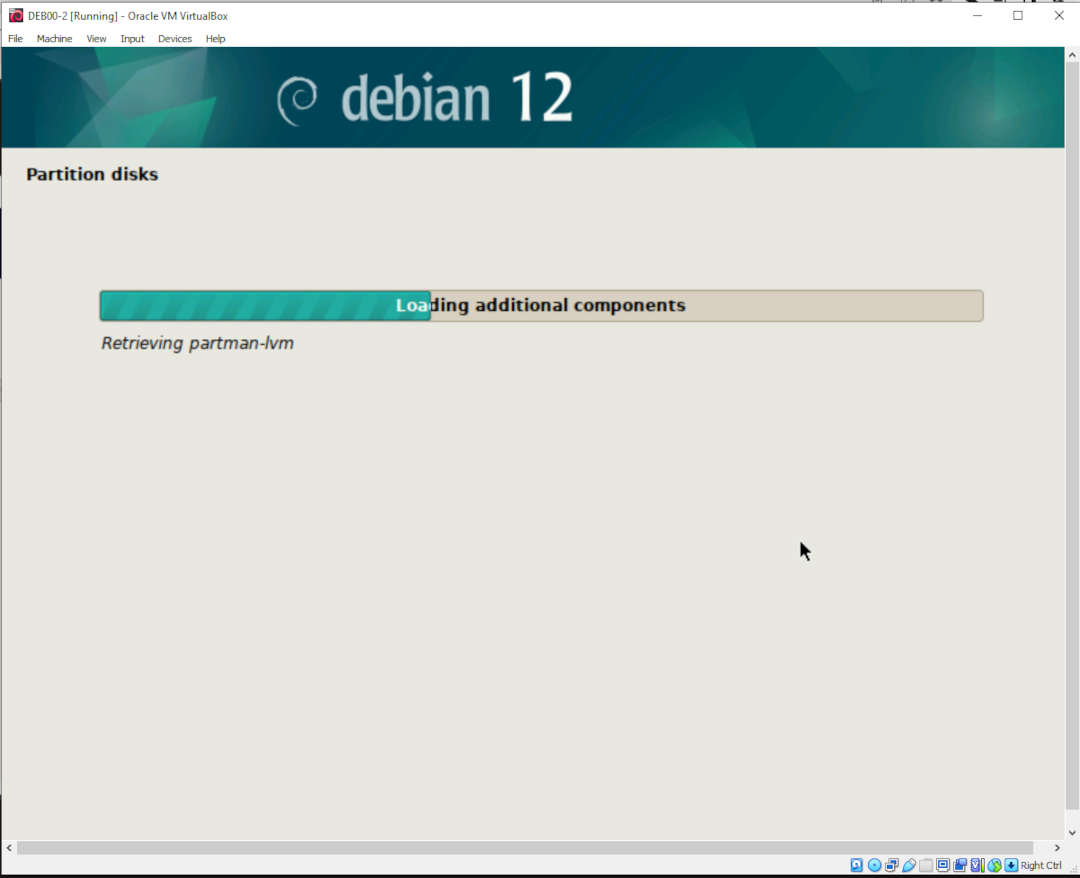 DEB00-2 [Running] - Oracle VM VirtualBox
File Machine View Input Devices Help
debian 12
Partition disks
Loading additional components
Retrieving partman-lvm
Right Ctrl